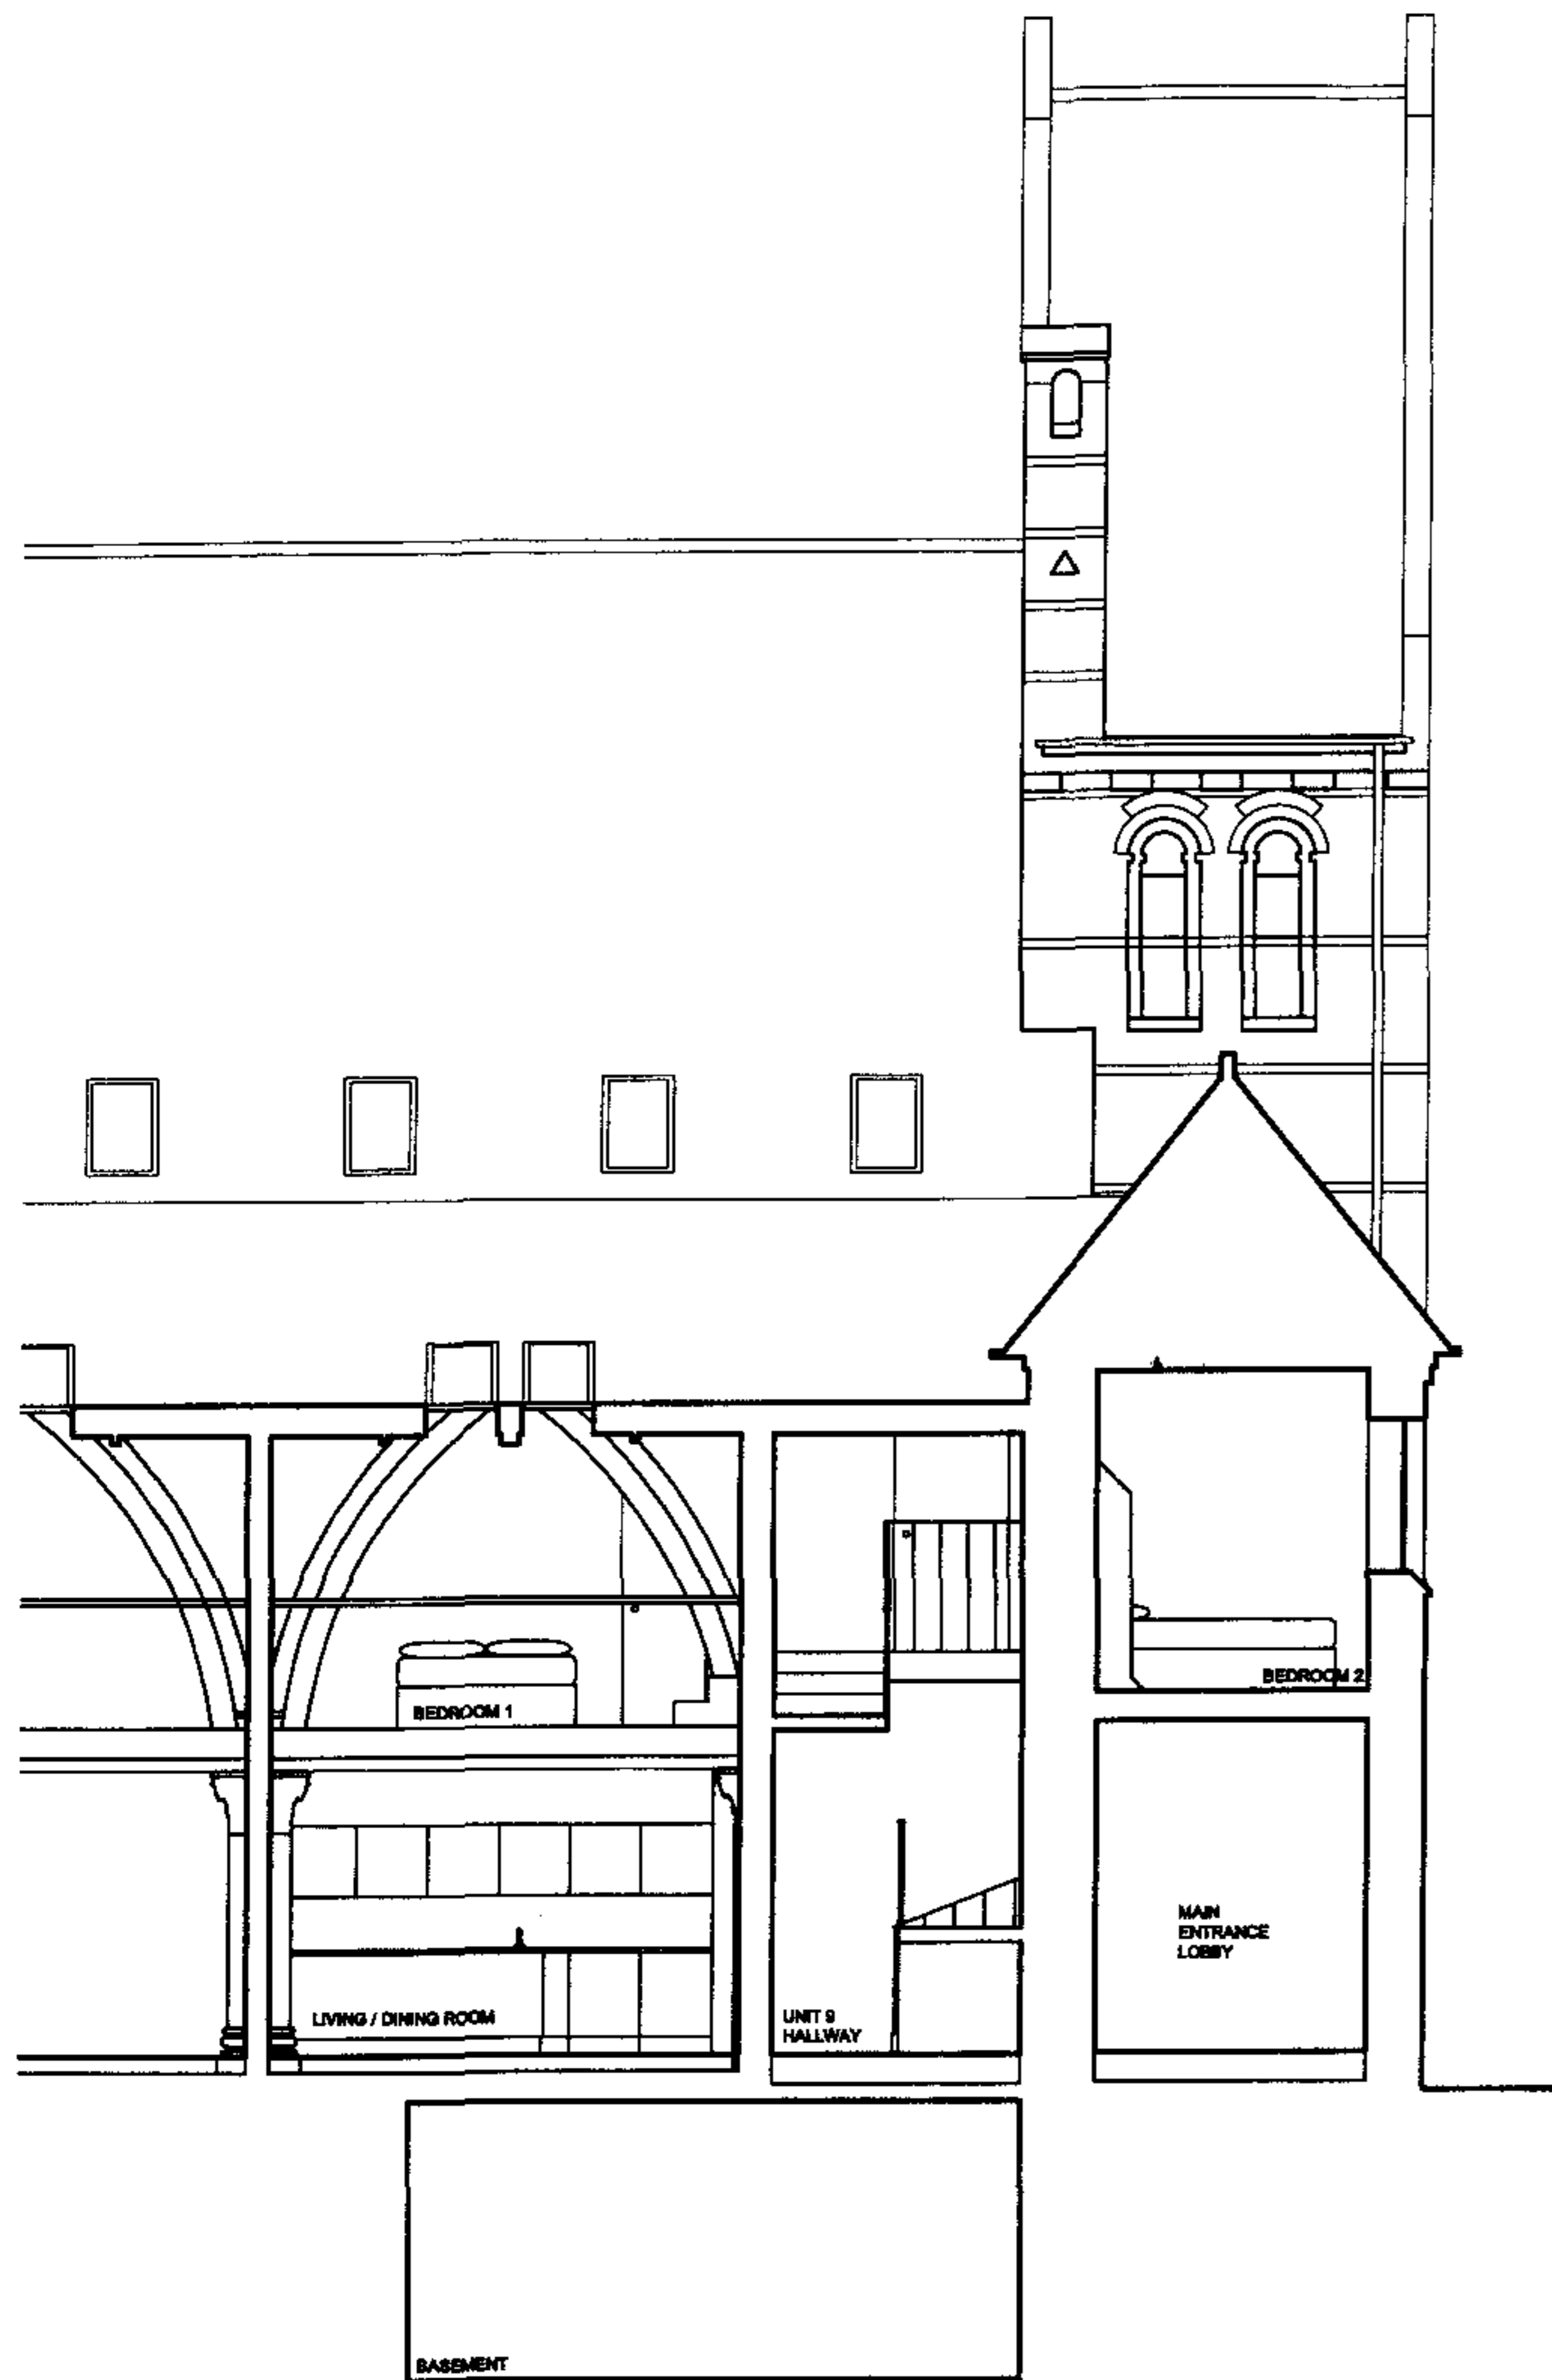 BEDROOM 1
BEDROOM 2
MAIN
ENTRANCE
LOBBY
LIVING / DINING ROOM
UNIT 9
HALLWAY
BASEMENT